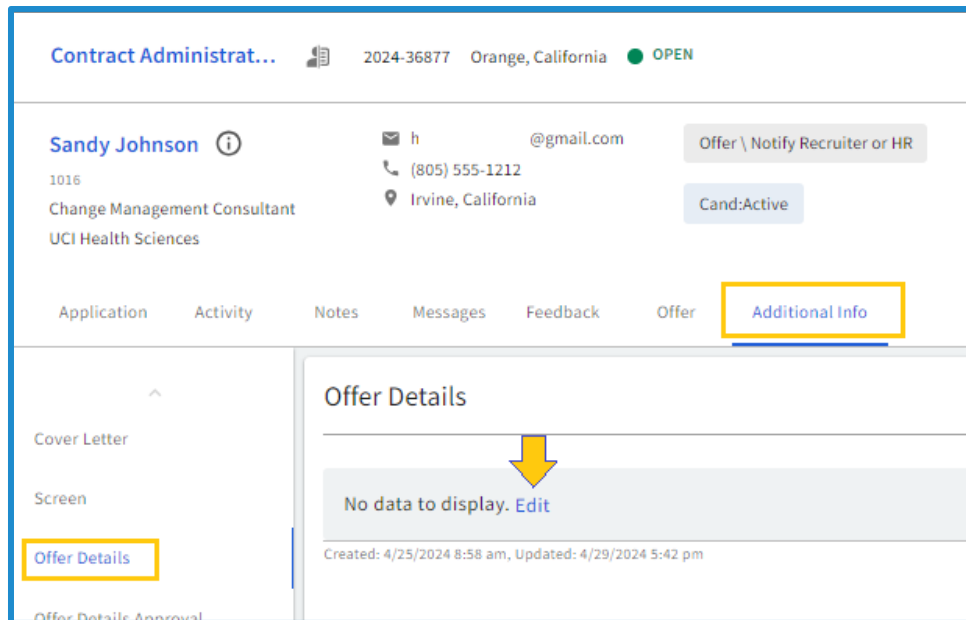 Contract Administrat... 2024-36877 Orange, California OPEN
Sandy Johnson
1016
Change Management Consultant
UCI Health Sciences
h @gmail.com
(805) 555-1212
Irvine, California
Offer \ Notify Recruiter or HR
Cand:Active
Application Activity Notes Messages Feedback Offer Additional Info
Cover Letter
Screen
Offer Details
Offer Details Approval
Offer Details
No data to display. Edit
Created: 4/25/2024 8:58 am, Updated: 4/29/2024 5:42 pm